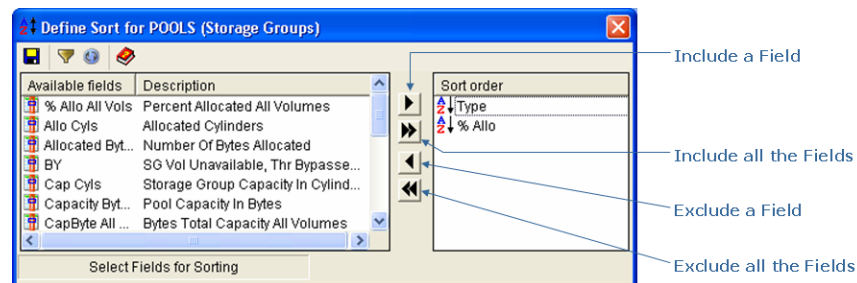 Define Sort for POOLS (Storage Groups)
Available fields Description
% Allo All Vols Percent Allocated All Volumes
Allo Cyls Allocated Cylinders
Allocated Byt... Number Of Bytes Allocated
BY SG Vol Unavailable, Thr Bypasse...
Cap Cyls Storage Group Capacity In Cylind...
Capacity Byt... Pool Capacity In Bytes
CapByte All ... Bytes Total Capacity All Volumes
Select Fields for Sorting
Sort order
Type
% Allo
Include a Field
Include all the Fields
Exclude a Field
Exclude all the Fields